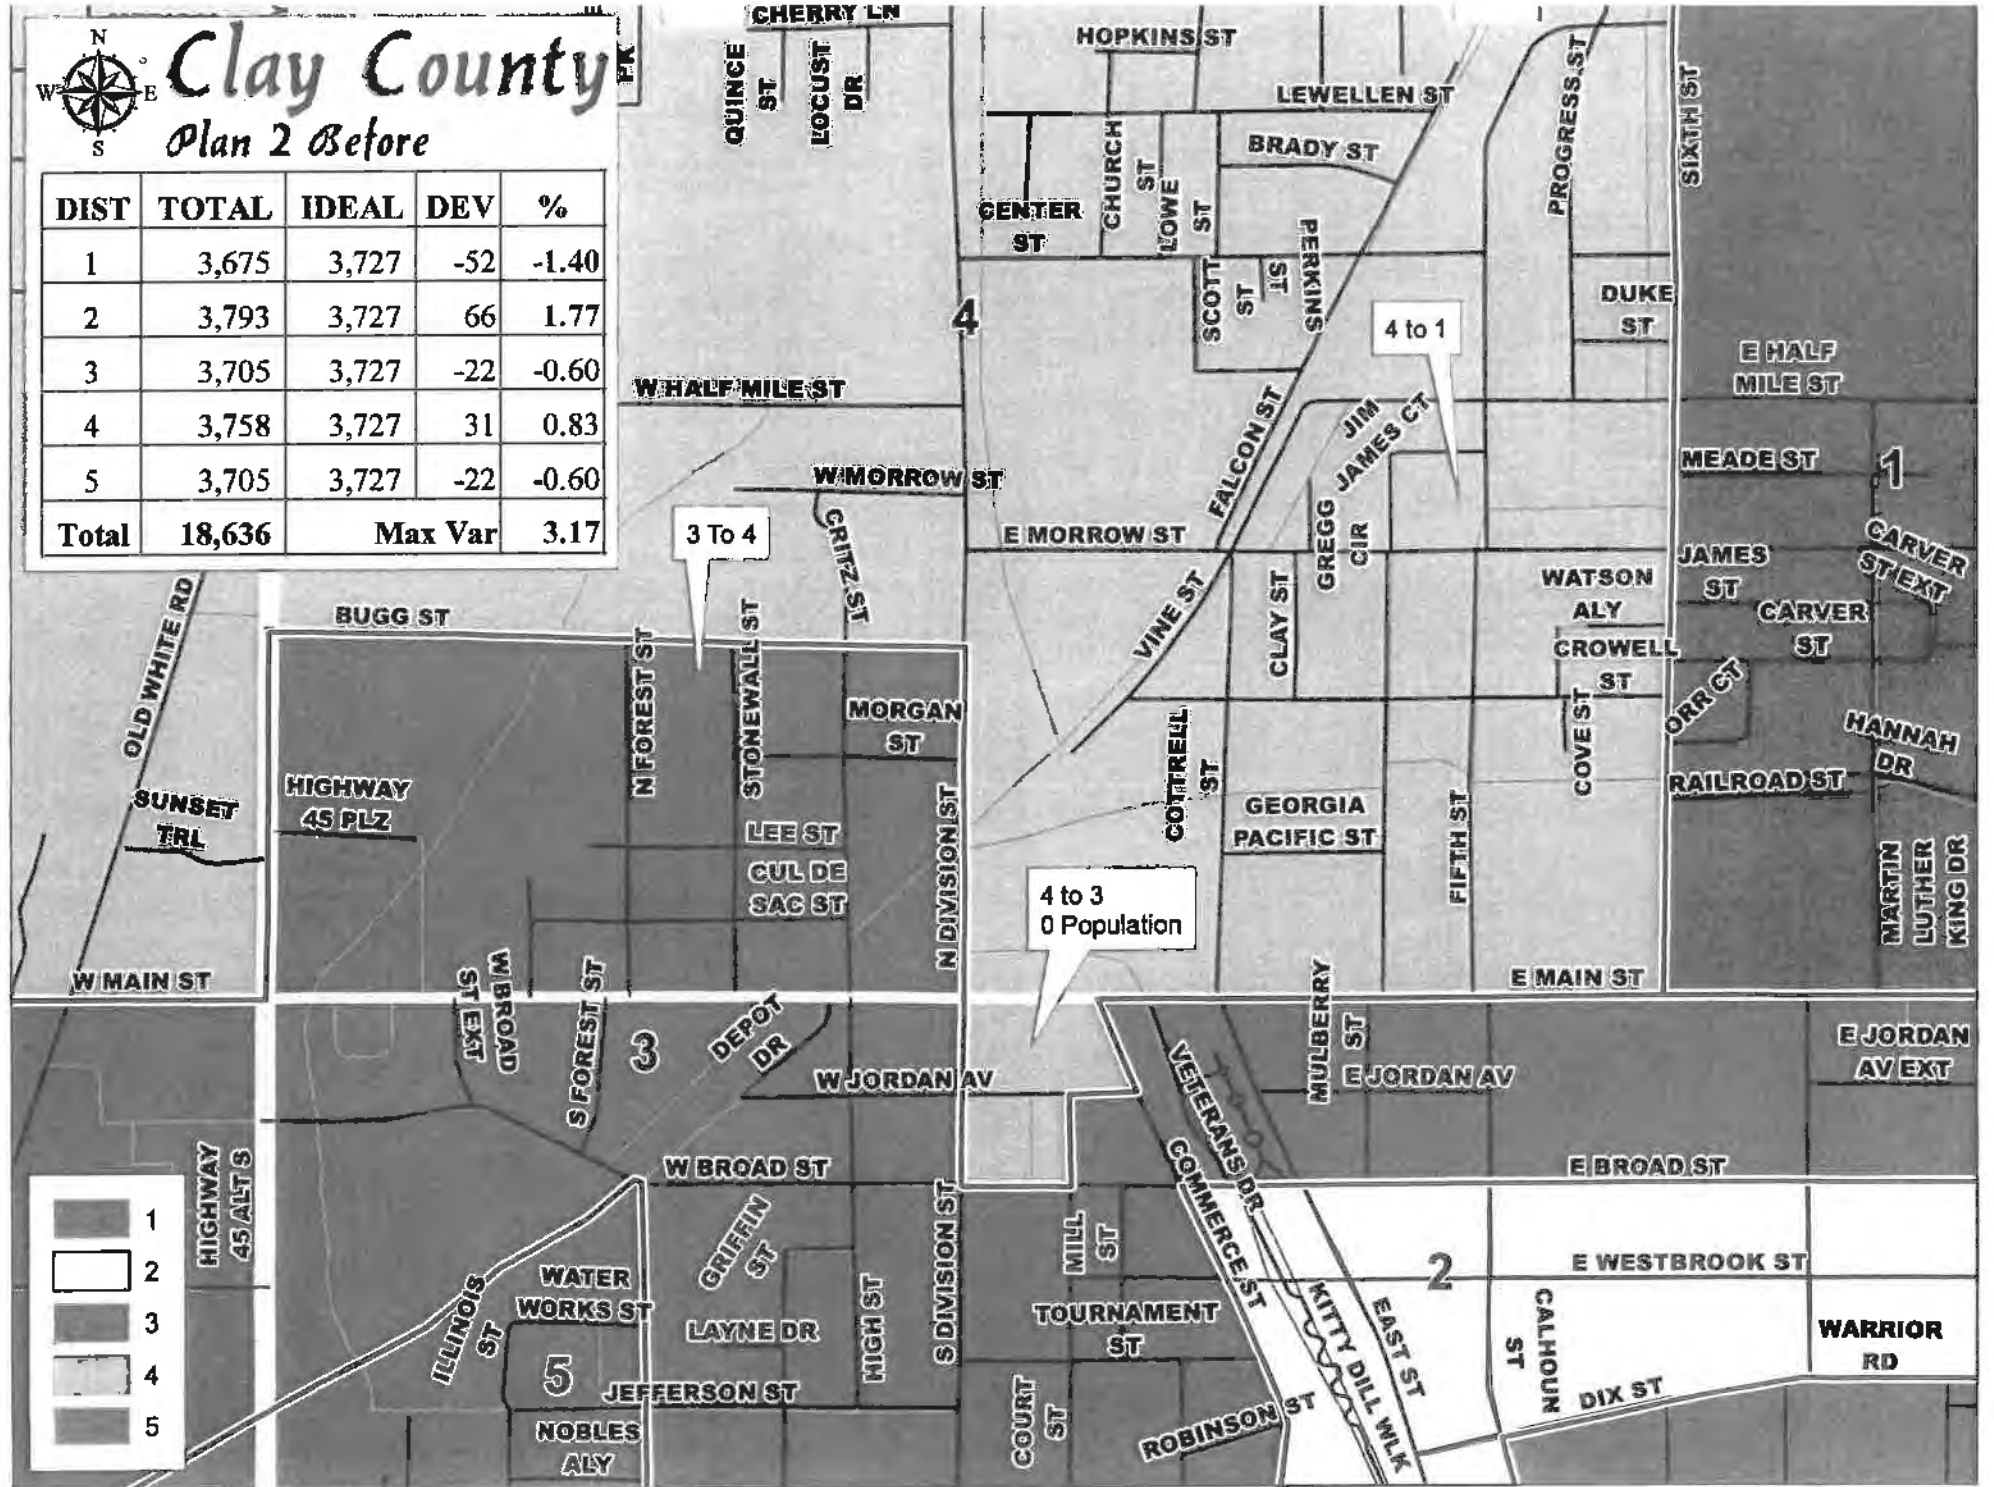 N
W E
S
Clay County
Plan 2 Before
DIST TOTAL IDEAL DEV %
1 3,675 3,727 -52 -1.40
2 3,793 3,727 66 1.77
3 3,705 3,727 -22 -0.60
4 3,758 3,727 31 0.83
5 3,705 3,727 -22 -0.60
Total 18,636 Max Var 3.17
PK
CHERRY LN
QUINCE
ST
LOCUST
DR
HOPKINS ST
LEWELLEN ST
BRADY ST
PROGRESS ST
SIXTH ST
CENTER
ST
CHURCH
ST
LOWE
ST
SCOTT
ST
ST
PERKINS
4
4 to 1
DUKE
ST
E HALF
MILE ST
W HALF MILE ST
FALCON ST
JIM
JAMES CT
MEADE ST
1
W MORROW ST
CRITZ ST
3 To 4
E MORROW ST
GREGG
CIR
JAMES
ST
CARVER
ST EXT
WATSON
ALY
CARVER
ST
CROWELL
ST
OLD WHITE RD
BUGG ST
N FOREST ST
STONEWALL ST
VINE ST
CLAY ST
MORGAN
ST
COTTRELL
ST
COVE ST
ORR CT
HANNAH
DR
RAILROAD ST
SUNSET
TRL
HIGHWAY
45 PLZ
LEE ST
CUL DE
SAC ST
N DIVISION ST
GEORGIA
PACIFIC ST
FIFTH ST
MARTIN
LUTHER
KING DR
4 to 3
0 Population
W MAIN ST
E MAIN ST
W BROAD
ST EXT
S FOREST ST
3
DEPOT
DR
W JORDAN AV
VETERANS DR
MULBERRY
ST
E JORDAN AV
E JORDAN
AV EXT
HIGHWAY
45 ALT S
W BROAD ST
COMMERCE ST
E BROAD ST
GRIFFIN
ST
S DIVISION ST
MILL
ST
2
E WESTBROOK ST
ILLINOIS
ST
WATER
WORKS ST
LAYNE DR
HIGH ST
TOURNAMENT
ST
KITTY DILL WLK
EAST ST
CALHOUN
ST
WARRIOR
RD
5
JEFFERSON ST
NOBLES
ALY
COURT
ST
ROBINSON ST
DIX ST
1
2
3
4
5